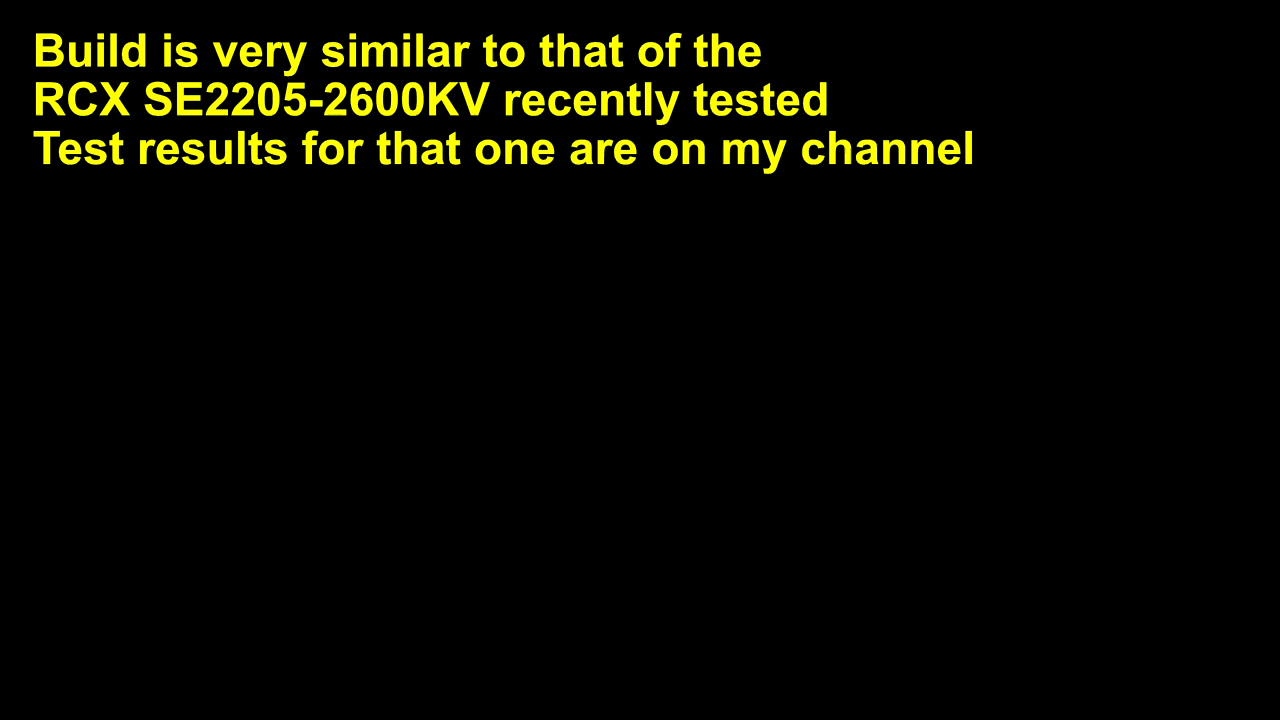 Build is very similar to that of the
RCX SE2205-2600KV recently tested
Test results for that one are on my channel